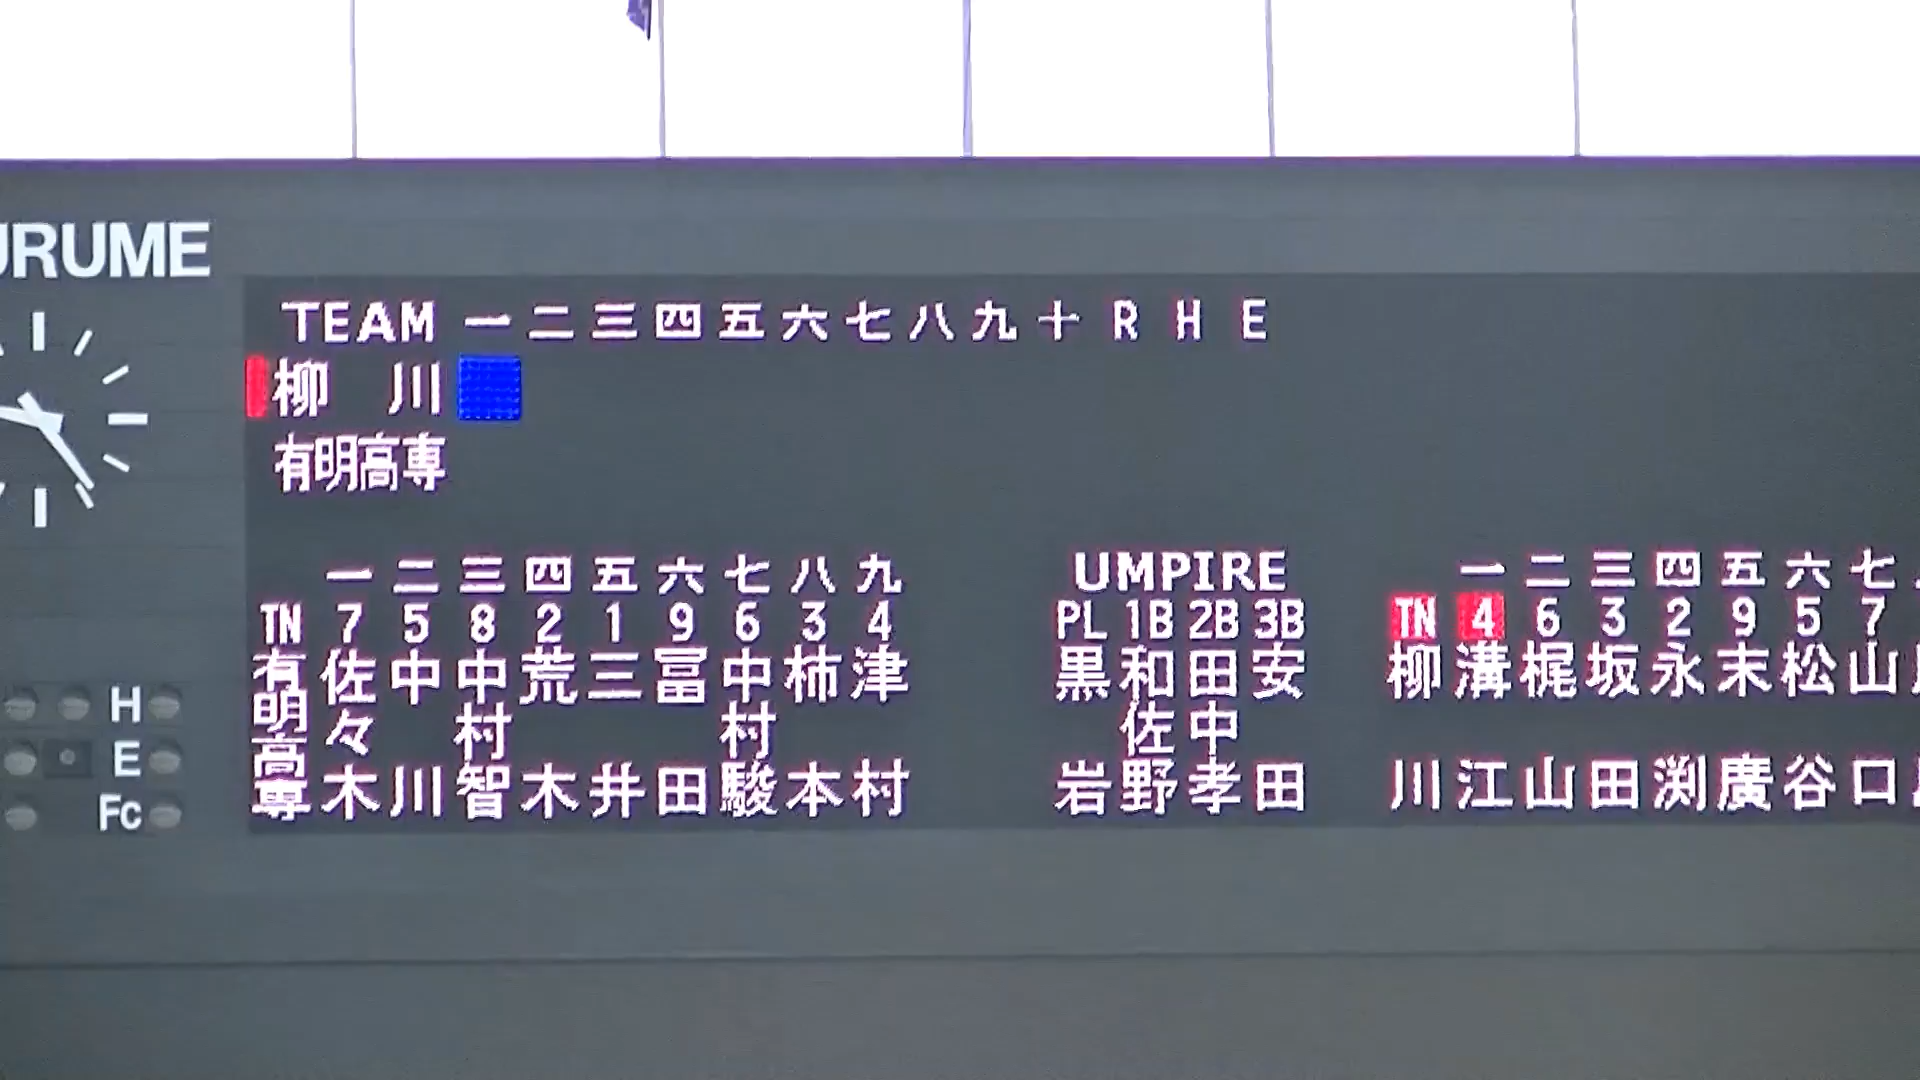 URUME
TEAM 一 二 三 四 五 六 七 八 九 十 R H E
柳川
有明高専
一 二 三 四 五 六 七 八 九
TN 7 5 8 2 1 9 6 3 4
有明高専 佐々木 中川 中村智 荒木 三井 冨田 中村駿 柿本 津村
UMPIRE
PL 1B 2B 3B
黒岩 和佐野 田中孝 安田
一 二 三 四 五 六 七
TN 4 6 3 2 9 5 7
柳川 溝江 梶山 坂田 永渕 末廣 松谷 山口
H
E
Fc